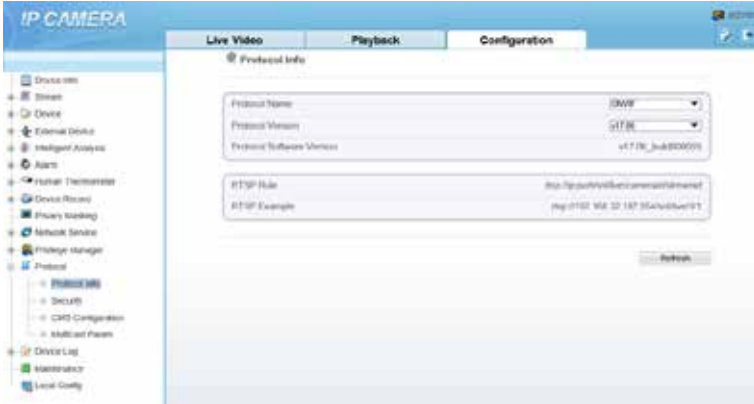 IP CAMERA
Live Video Playback Configuration
Protocol Info
Device Info
Stream
Device
External Device
Intelligent Analysis
Alarm
Human Thermometer
Device Record
Privacy Masking
Network Service
Privilege Manager
Protocol
Protocol Info
Security
CMS Configuration
Multicast Param
Device Log
Maintenance
Local Config
Protocol Name ONVIF
Protocol Version
Protocol Software Version
RTSP Rule
RTSP Example
Refresh